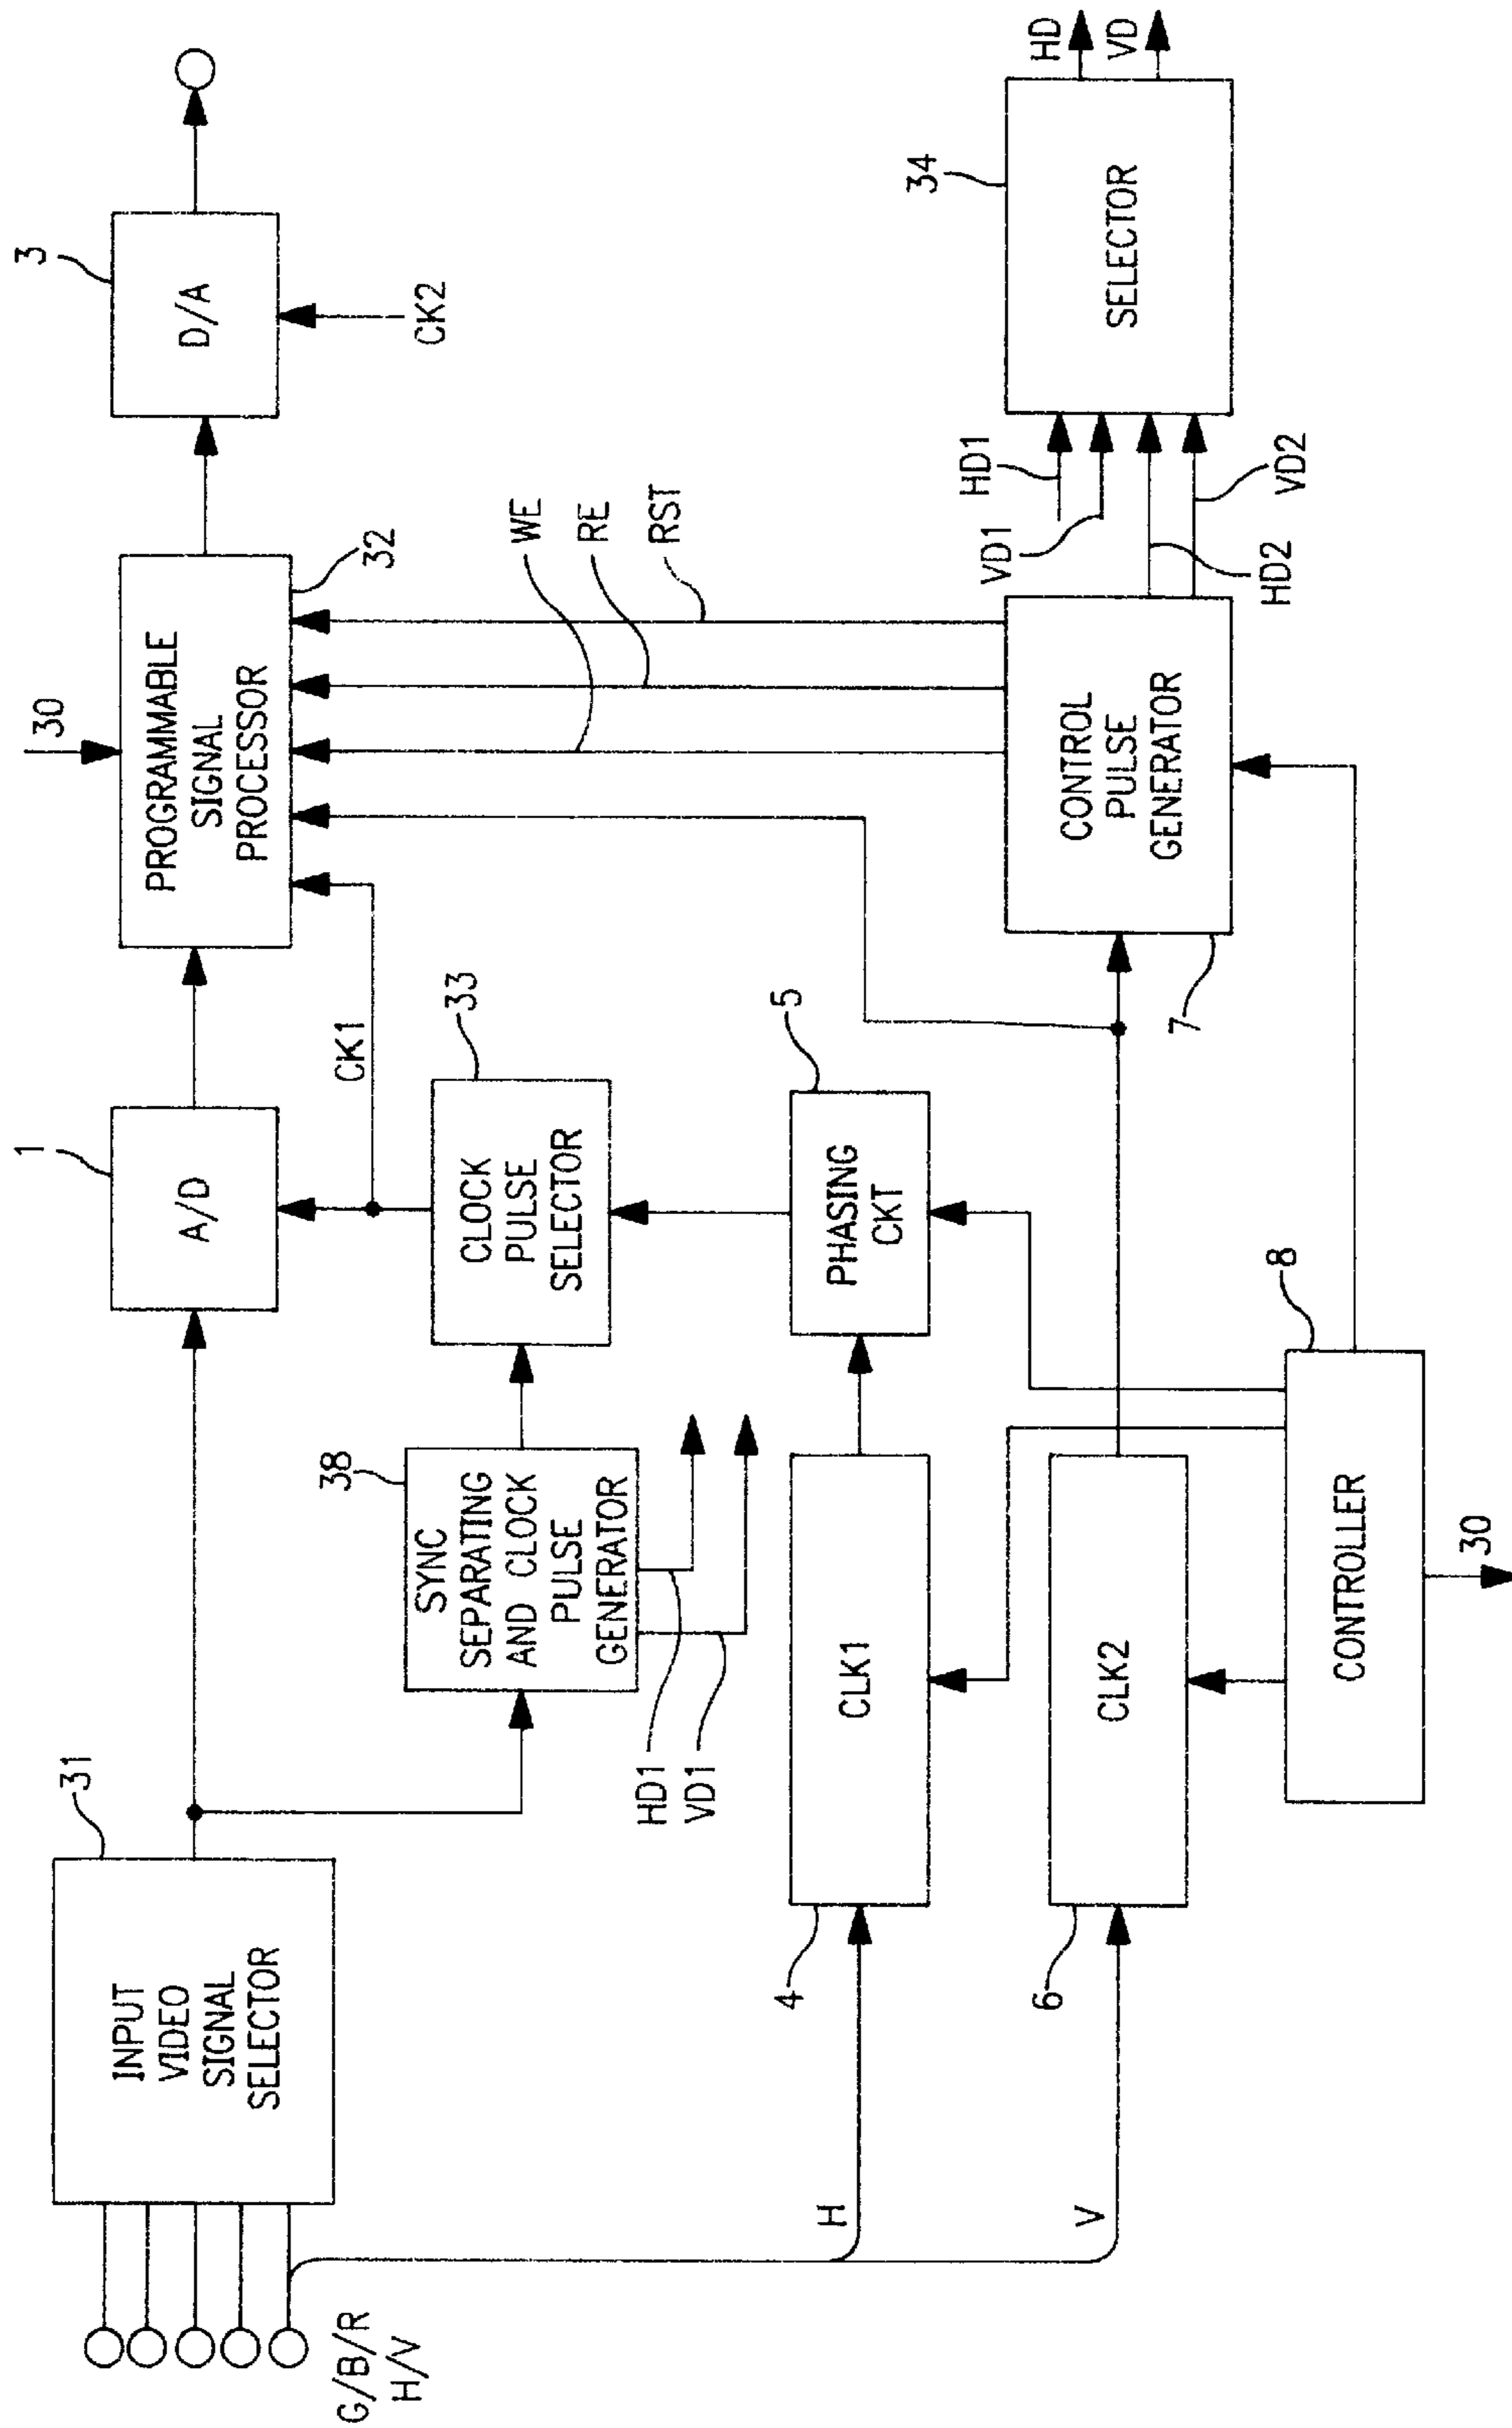 31
INPUT
VIDEO
SIGNAL
SELECTOR
G/B/R
H/V
1
A/D
30
PROGRAMMABLE
SIGNAL
PROCESSOR
32
3
D/A
CK2
38
SYNC
SEPARATING
AND CLOCK
PULSE
GENERATOR
HD1
VD1
33
CLOCK
PULSE
SELECTOR
CK1
WE
RE
RST
H
4
CLK1
5
PHASING
CKT
V
6
CLK2
7
CONTROL
PULSE
GENERATOR
HD1
VD1
HD2
VD2
34
SELECTOR
HD
VD
8
CONTROLLER
30